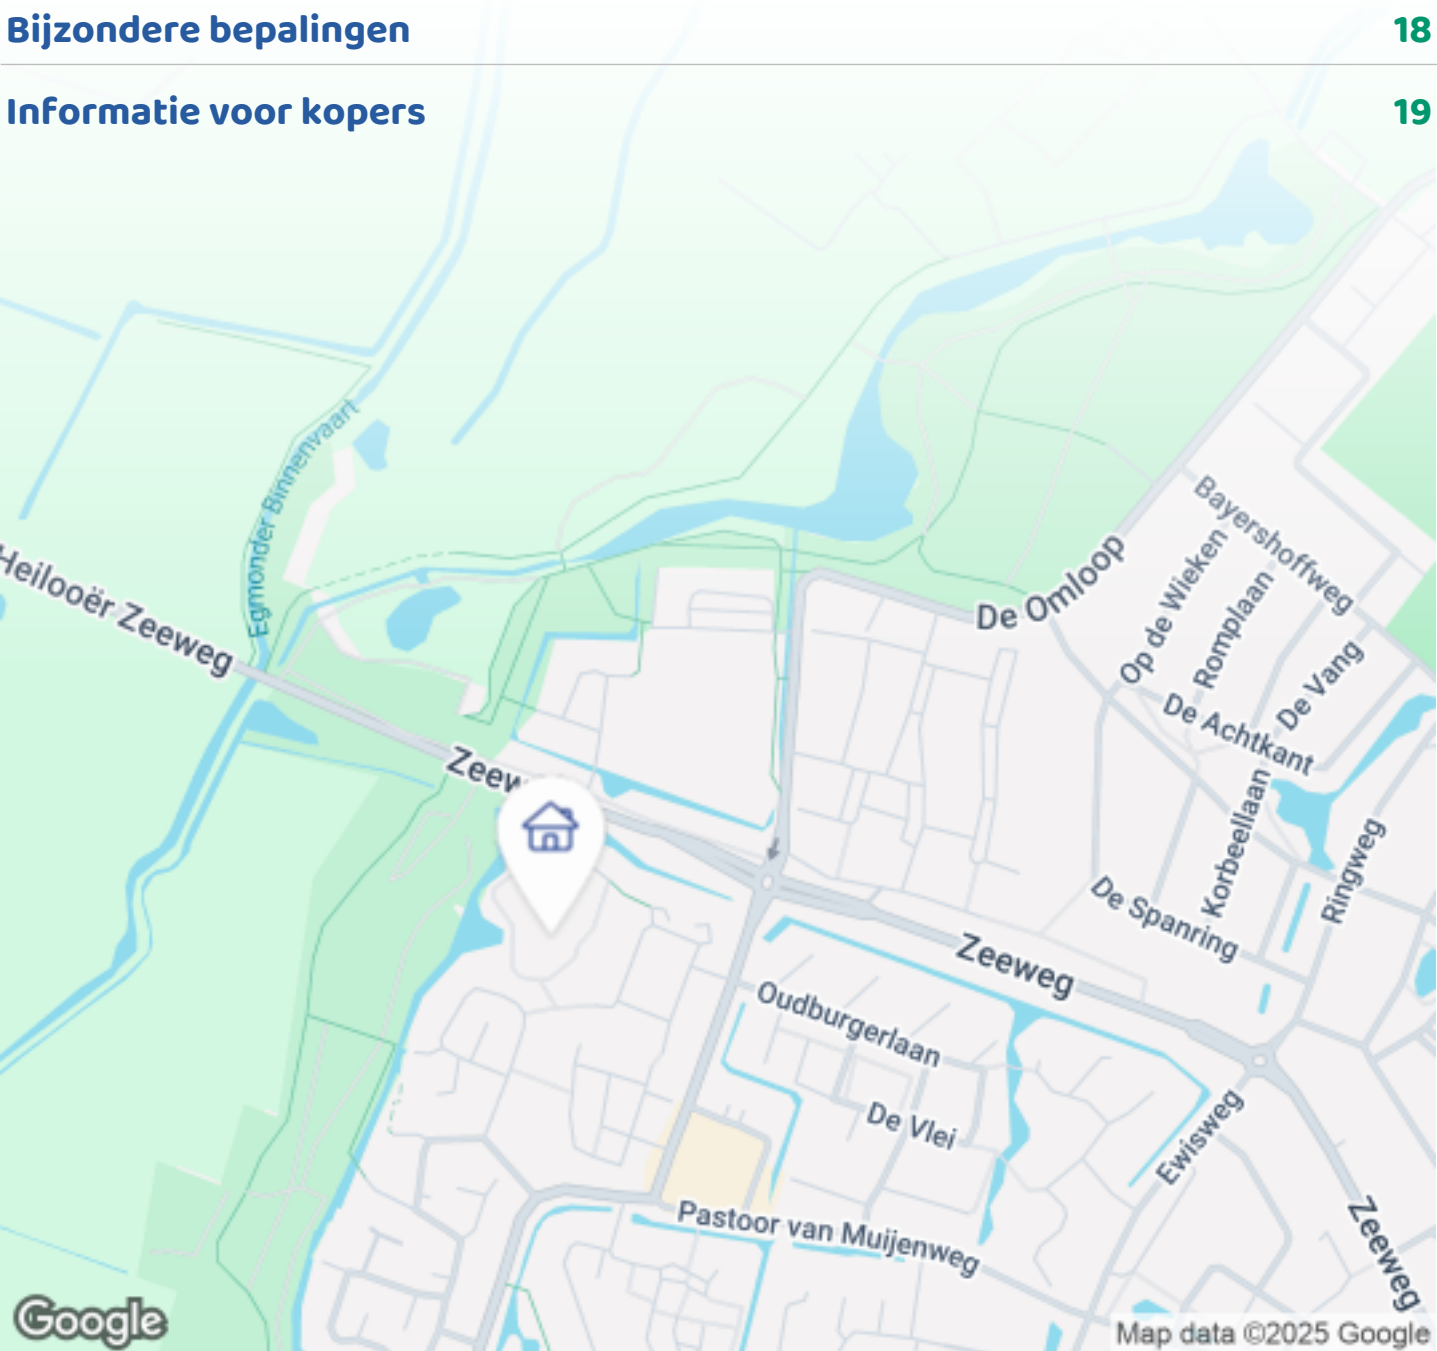 Bijzondere bepalingen 18
Informatie voor kopers 19
Egmonder Binnenvaart
Heilooër Zeeweg
Bayershoffweg
Op de Wieken
Romplaan
De Omloop
De Vang
De Achtkant
Zeew
Korbeellaan
Ringweg
De Spanring
Zeeweg
Oudburgerlaan
De Vlei
Ewisweg
Pastoor van Muijenweg
Zeeweg
Google
Map data ©2025 Google